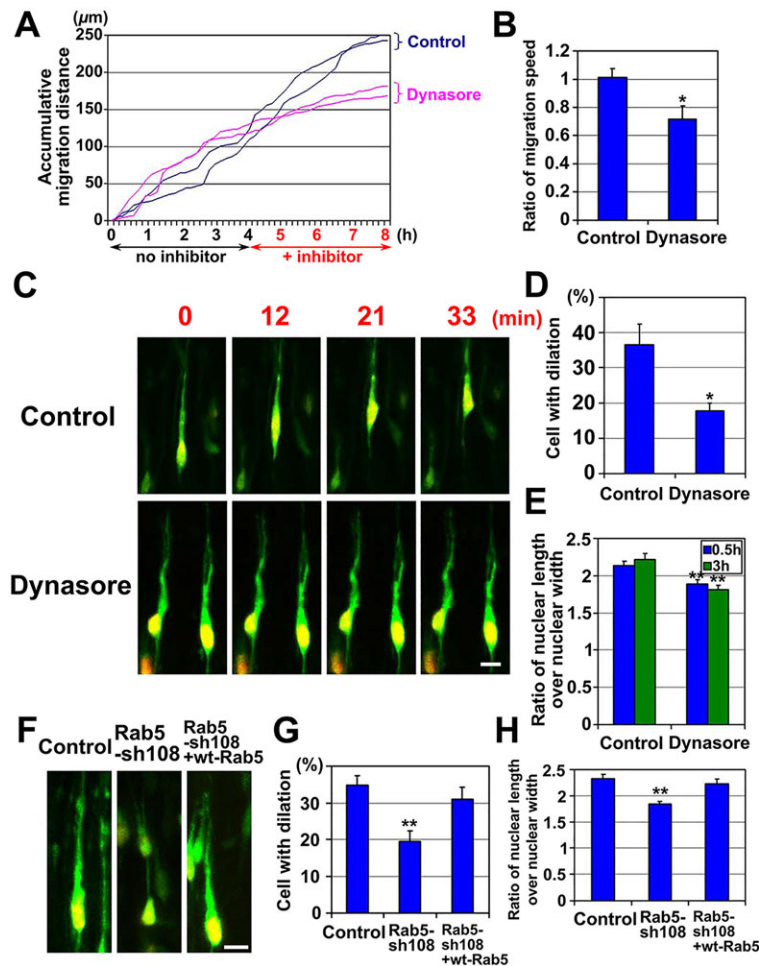 A
(µm)
250
200
150
100
50
0
Accumulative
migration distance
Control
Dynasore
0 1 2 3 4 5 6 7 8 (h)
no inhibitor
+ inhibitor
B
Ratio of migration speed
1.2
1
0.8
0.6
0.4
0.2
0
*
Control Dynasore
C
0 12 21 33 (min)
Control
Dynasore
D
(%)
Cell with dilation
40
30
20
10
0
*
Control Dynasore
E
Ratio of nuclear length
over nuclear width
2.5
2
1.5
1
0.5
0
0.5h
3h
** **
Control Dynasore
F
Control
Rab5
-sh108
Rab5
-sh108
+wt-Rab5
G
(%)
Cell with dilation
30
20
10
0
**
Control
Rab5-
sh108
Rab5-
sh108
+wt-Rab5
H
Ratio of nuclear length
over nuclear width
2.5
2
1.5
1
0.5
0
**
Control
Rab5-
sh108
Rab5-
sh108
+wt-Rab5